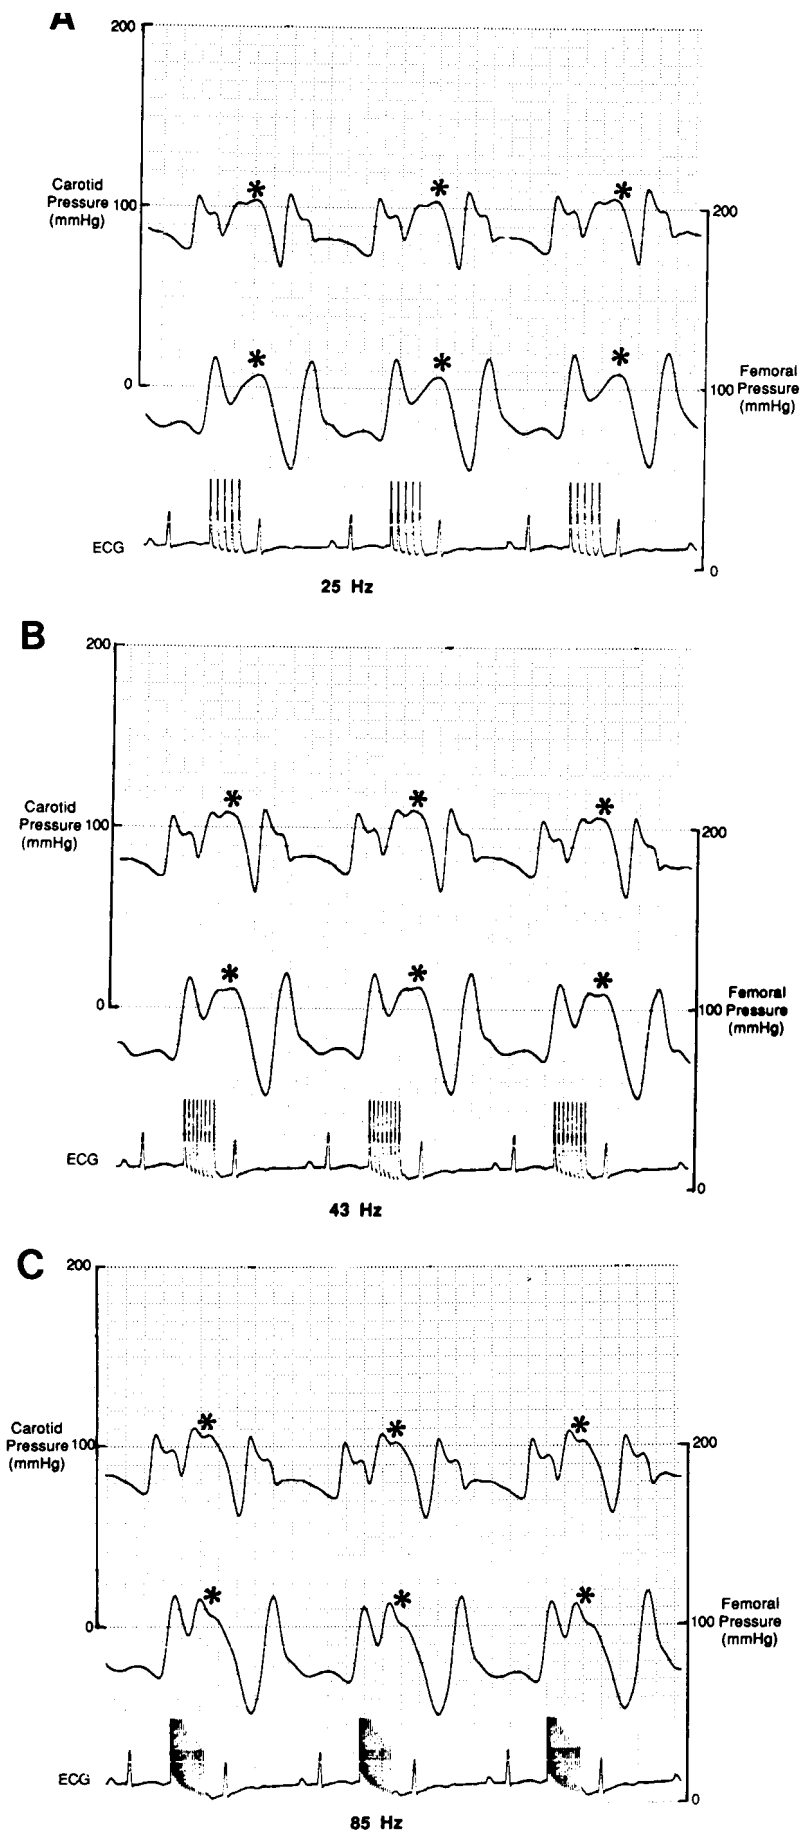 A
200
Carotid
Pressure
(mmHg)
100
200
0
100
Femoral
Pressure
(mmHg)
ECG
0
25 Hz
B
200
Carotid
Pressure
(mmHg)
100
200
0
100
Femoral
Pressure
(mmHg)
ECG
0
43 Hz
C
200
Carotid
Pressure
(mmHg)
100
200
0
100
Femoral
Pressure
(mmHg)
ECG
0
85 Hz